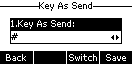 Key As Send
1.Key As Send:
#
Back Switch Save